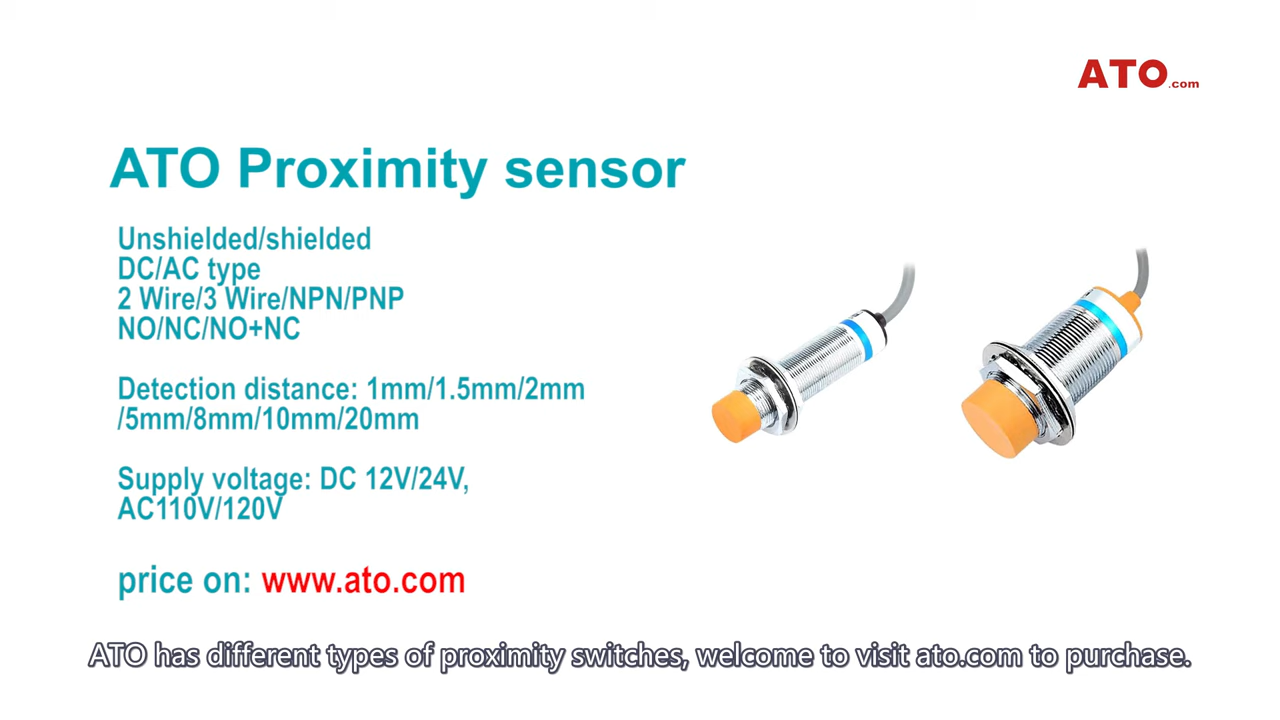 ATO.com
ATO Proximity sensor
Unshielded/shielded
DC/AC type
2 Wire/3 Wire/NPN/PNP
NO/NC/NO+NC
Detection distance: 1mm/1.5mm/2mm
/5mm/8mm/10mm/20mm
Supply voltage: DC 12V/24V,
AC110V/120V
price on: www.ato.com
ATO has different types of proximity switches, welcome to visit ato.com to purchase.